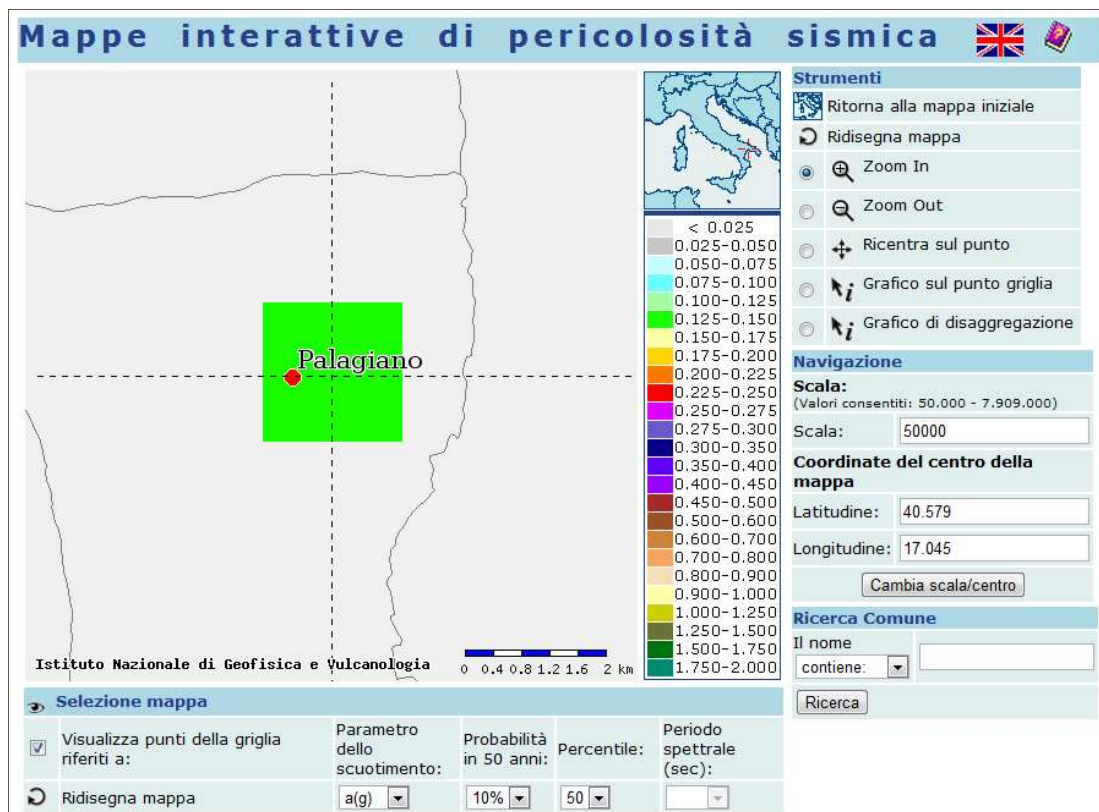 Mappe interattive di pericolosità sismica
Palagiano
Istituto Nazionale di Geofisica e Vulcanologia
0 0.4 0.8 1.2 1.6 2 km
< 0.025
0.025-0.050
0.050-0.075
0.075-0.100
0.100-0.125
0.125-0.150
0.150-0.175
0.175-0.200
0.200-0.225
0.225-0.250
0.250-0.275
0.275-0.300
0.300-0.350
0.350-0.400
0.400-0.450
0.450-0.500
0.500-0.600
0.600-0.700
0.700-0.800
0.800-0.900
0.900-1.000
1.000-1.250
1.250-1.500
1.500-1.750
1.750-2.000
Strumenti
Ritorna alla mappa iniziale
Ridisegna mappa
Zoom In
Zoom Out
Ricentra sul punto
i Grafico sul punto griglia
i Grafico di disaggregazione
Navigazione
Scala:
(Valori consentiti: 50.000 - 7.909.000)
Scala: 50000
Coordinate del centro della
mappa
Latitudine: 40.579
Longitudine: 17.045
Cambia scala/centro
Ricerca Comune
Il nome
contiene:
Ricerca
Selezione mappa
Visualizza punti della griglia
riferiti a:
Parametro
dello
scuotimento:
Probabilità
in 50 anni:
Percentile:
Periodo
spettrale
(sec):
Ridisegna mappa
a(g)
10%
50